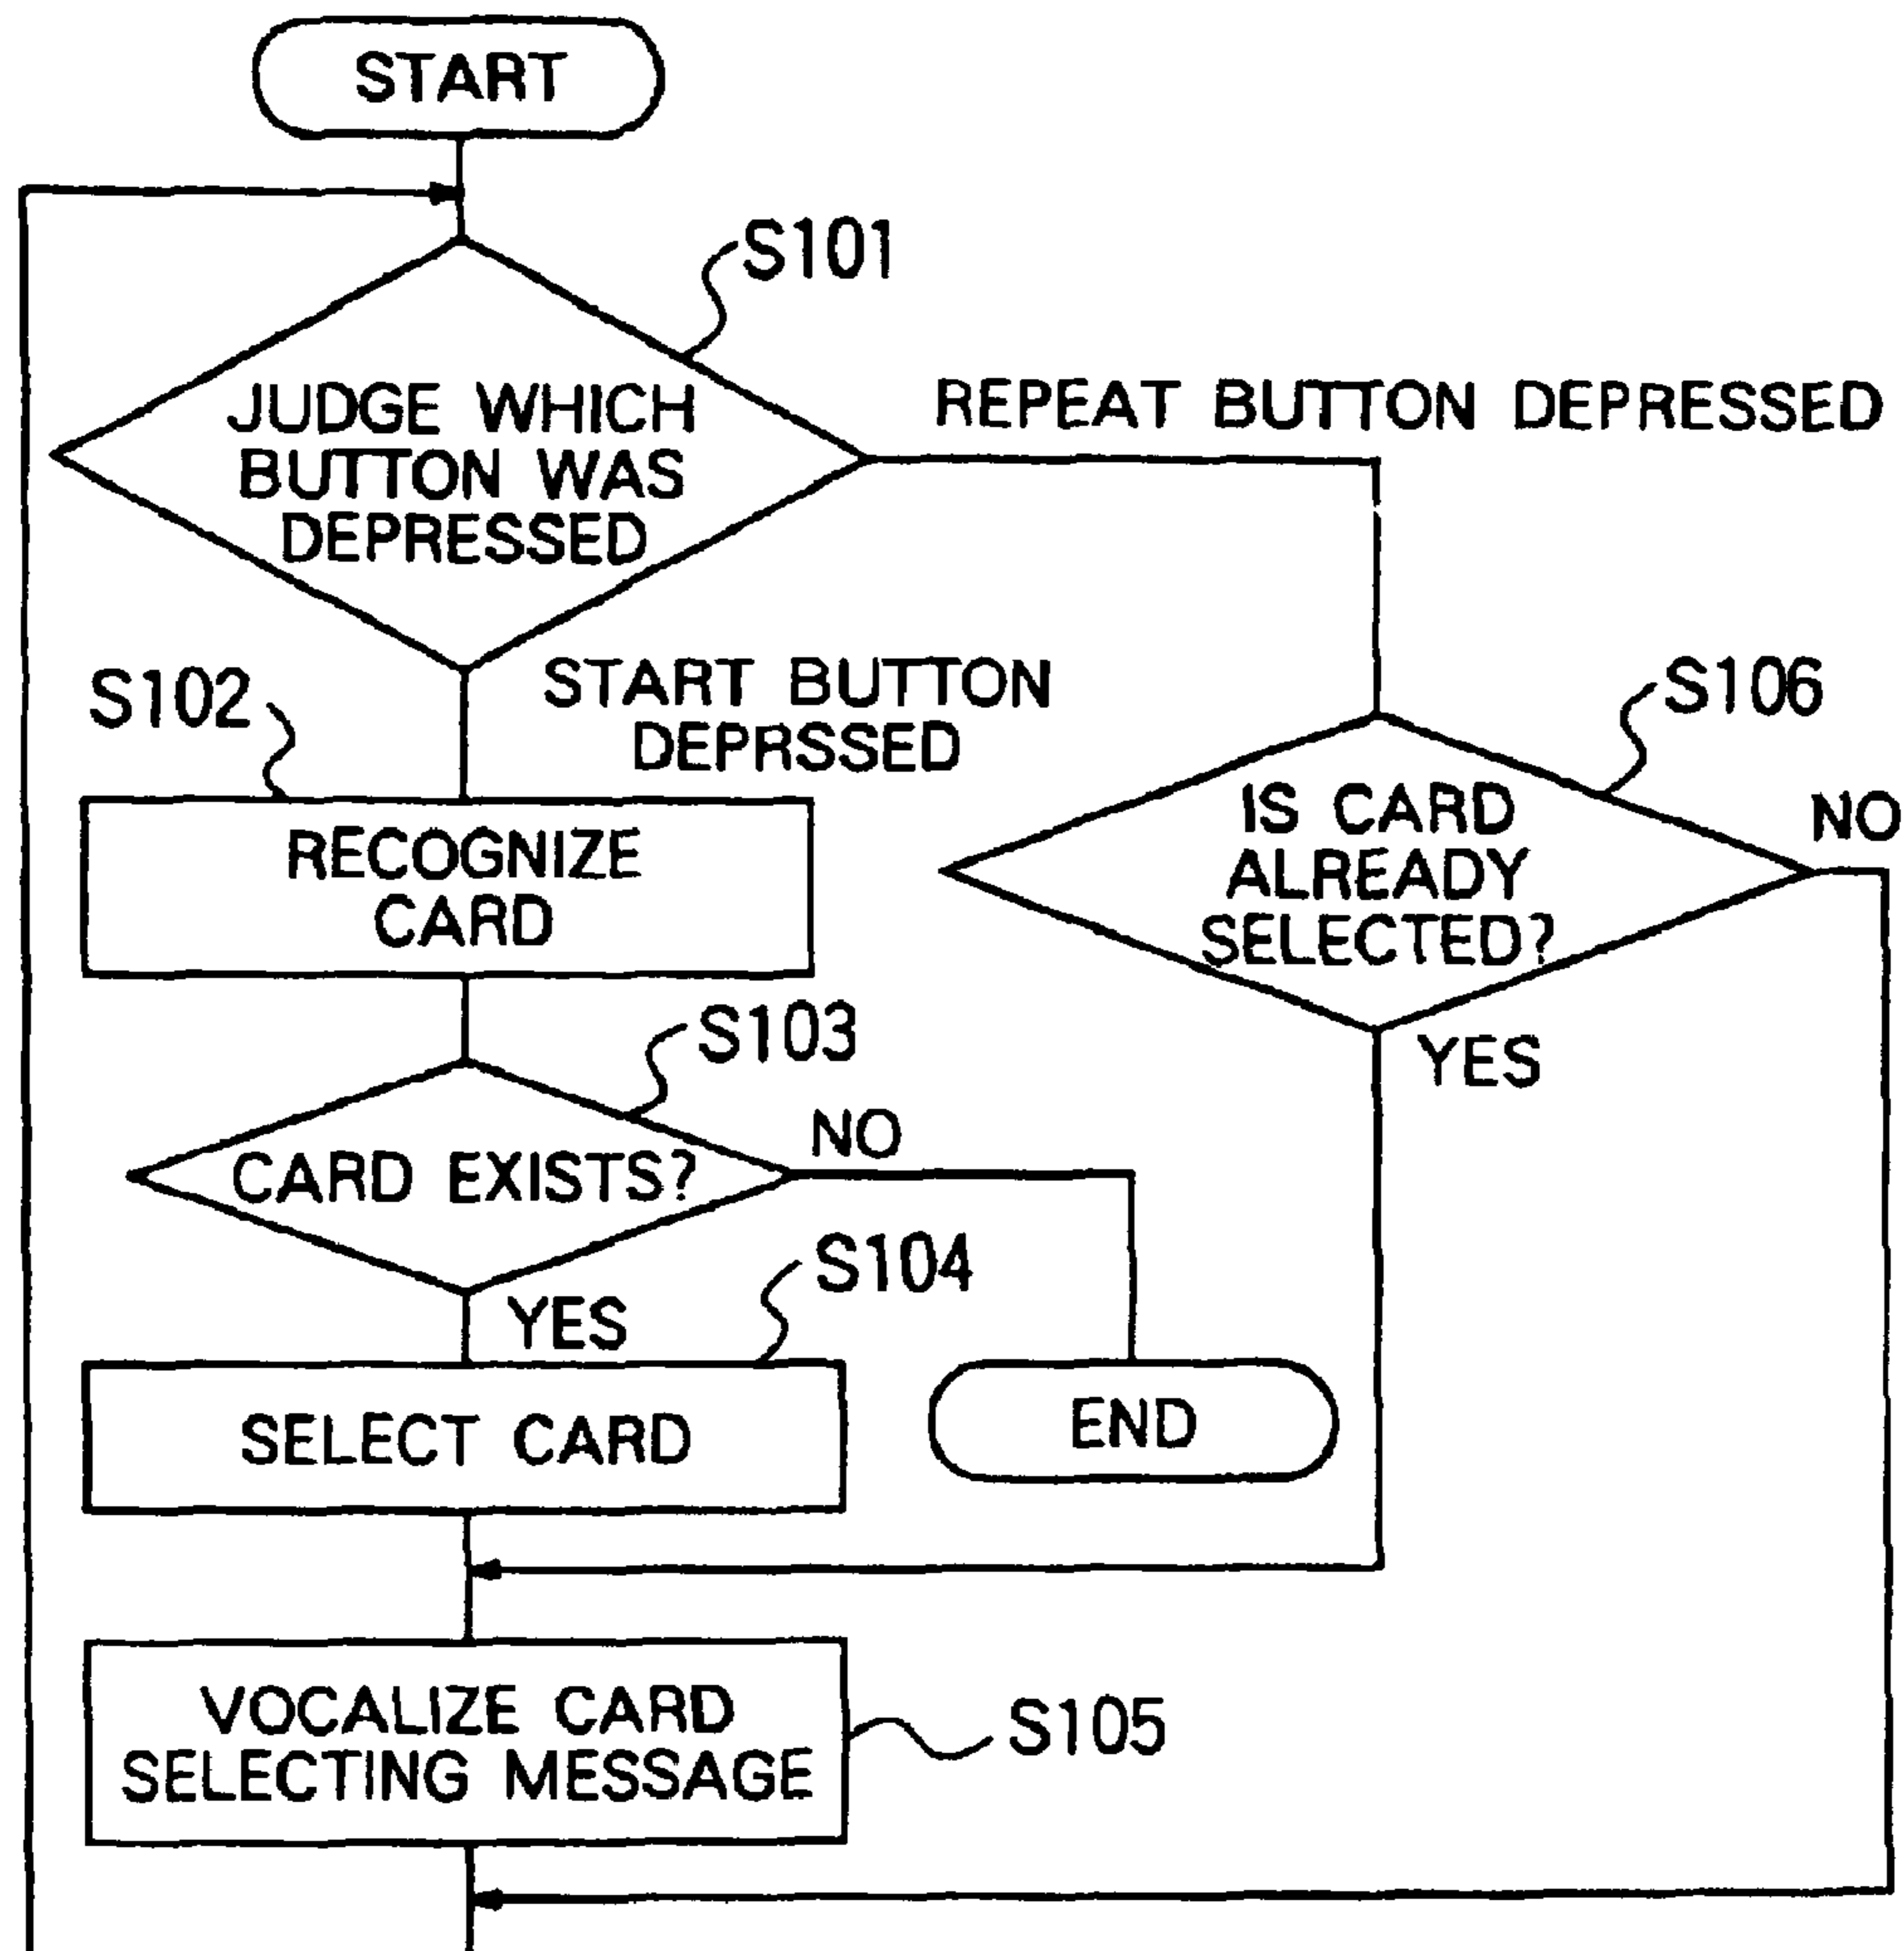 START
S101
JUDGE WHICH
BUTTON WAS
DEPRESSED
REPEAT BUTTON DEPRESSED
S102
START BUTTON
DEPRSSED
S106
RECOGNIZE
CARD
IS CARD
ALREADY
SELECTED?
NO
YES
S103
CARD EXISTS?
NO
YES
S104
SELECT CARD
END
VOCALIZE CARD
SELECTING MESSAGE
S105